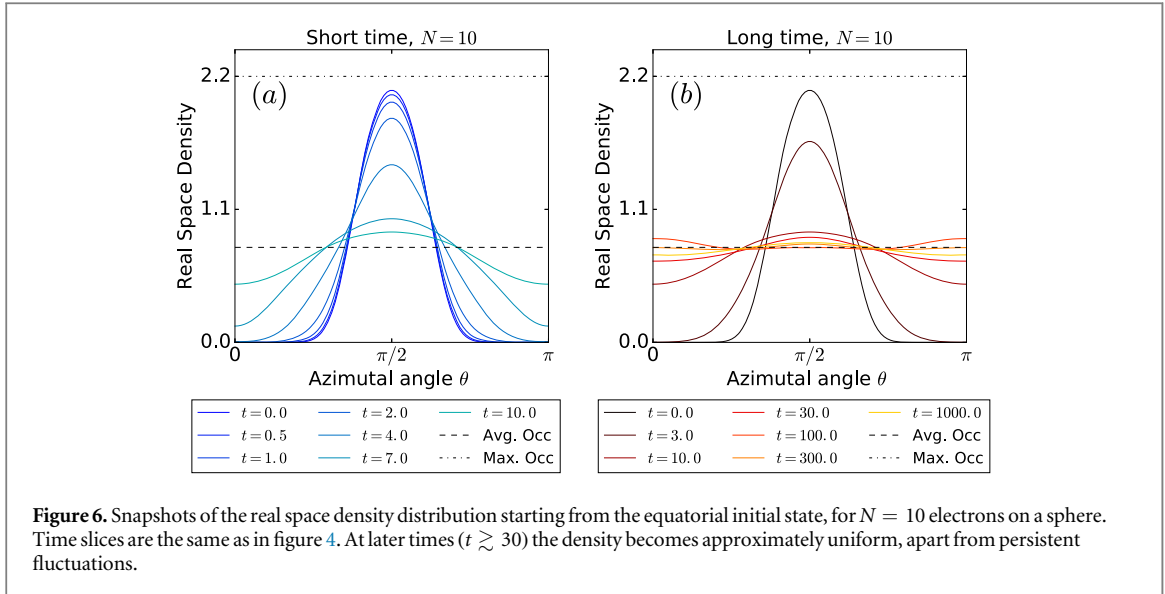 Short time, N = 10
Long time, N = 10
2.2
1.1
0.0
Real Space Density
(a)
0
π/2
π
Azimutal angle θ
2.2
1.1
0.0
Real Space Density
(b)
0
π/2
π
Azimutal angle θ
t = 0.0
t = 2.0
t = 10.0
t = 0.5
t = 4.0
Avg. Occ
t = 1.0
t = 7.0
Max. Occ
t = 0.0
t = 30.0
t = 1000.0
t = 3.0
t = 100.0
Avg. Occ
t = 10.0
t = 300.0
Max. Occ
Figure 6. Snapshots of the real space density distribution starting from the equatorial initial state, for N = 10 electrons on a sphere.
Time slices are the same as in figure 4. At later times (t ≳ 30) the density becomes approximately uniform, apart from persistent
fluctuations.